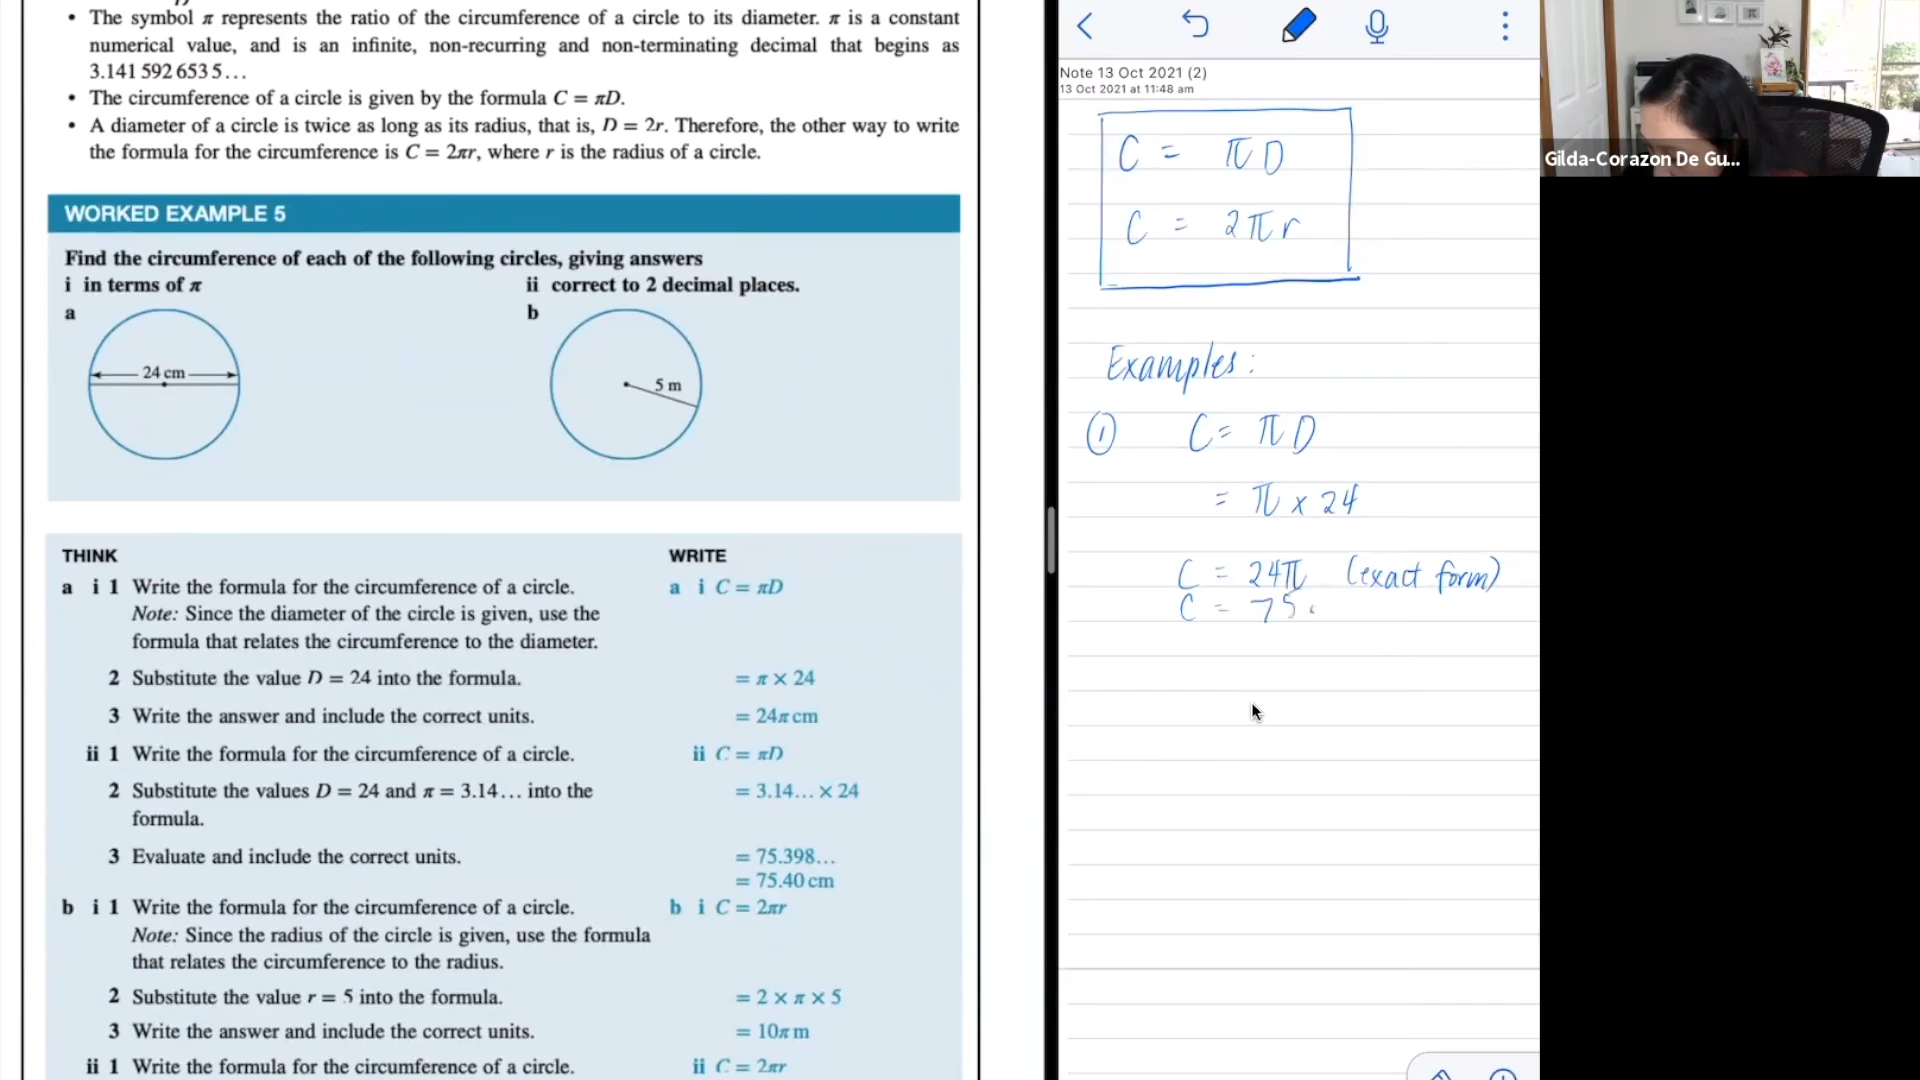 • The symbol π represents the ratio of the circumference of a circle to its diameter. π is a constant
numerical value, and is an infinite, non-recurring and non-terminating decimal that begins as
3.141 592 653 5…
• The circumference of a circle is given by the formula C = πD.
• A diameter of a circle is twice as long as its radius, that is, D = 2r. Therefore, the other way to write
the formula for the circumference is C = 2πr, where r is the radius of a circle.
WORKED EXAMPLE 5
Find the circumference of each of the following circles, giving answers
i in terms of π ii correct to 2 decimal places.
a b
24 cm
5 m
THINK WRITE
a i 1 Write the formula for the circumference of a circle. a i C = πD
Note: Since the diameter of the circle is given, use the
formula that relates the circumference to the diameter.
2 Substitute the value D = 24 into the formula. = π × 24
3 Write the answer and include the correct units. = 24π cm
ii 1 Write the formula for the circumference of a circle. ii C = πD
2 Substitute the values D = 24 and π = 3.14… into the = 3.14… × 24
formula.
3 Evaluate and include the correct units. = 75.398…
= 75.40 cm
b i 1 Write the formula for the circumference of a circle. b i C = 2πr
Note: Since the radius of the circle is given, use the formula
that relates the circumference to the radius.
2 Substitute the value r = 5 into the formula. = 2 × π × 5
3 Write the answer and include the correct units. = 10π m
ii 1 Write the formula for the circumference of a circle. ii C = 2πr
Note 13 Oct 2021 (2)
13 Oct 2021 at 11:48 am
C = πD
C = 2πr
Examples:
① C = πD
= π × 24
C = 24π (exact form)
C = 75.
Gilda-Corazon De Gu...